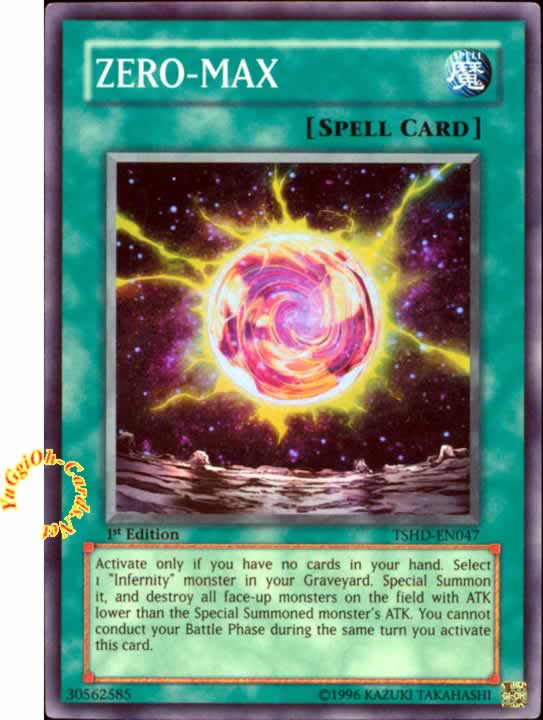 ZERO-MAX
SPELL
魔
[SPELL CARD]
YuGgiOh-Cards.Net
1st Edition
TSHD-EN047
Activate only if you have no cards in your hand. Select
1 "Infernity" monster in your Graveyard. Special Summon
it, and destroy all face-up monsters on the field with ATK
lower than the Special Summoned monster's ATK. You cannot
conduct your Battle Phase during the same turn you activate
this card.
30562585
©1996 KAZUKI TAKAHASHI